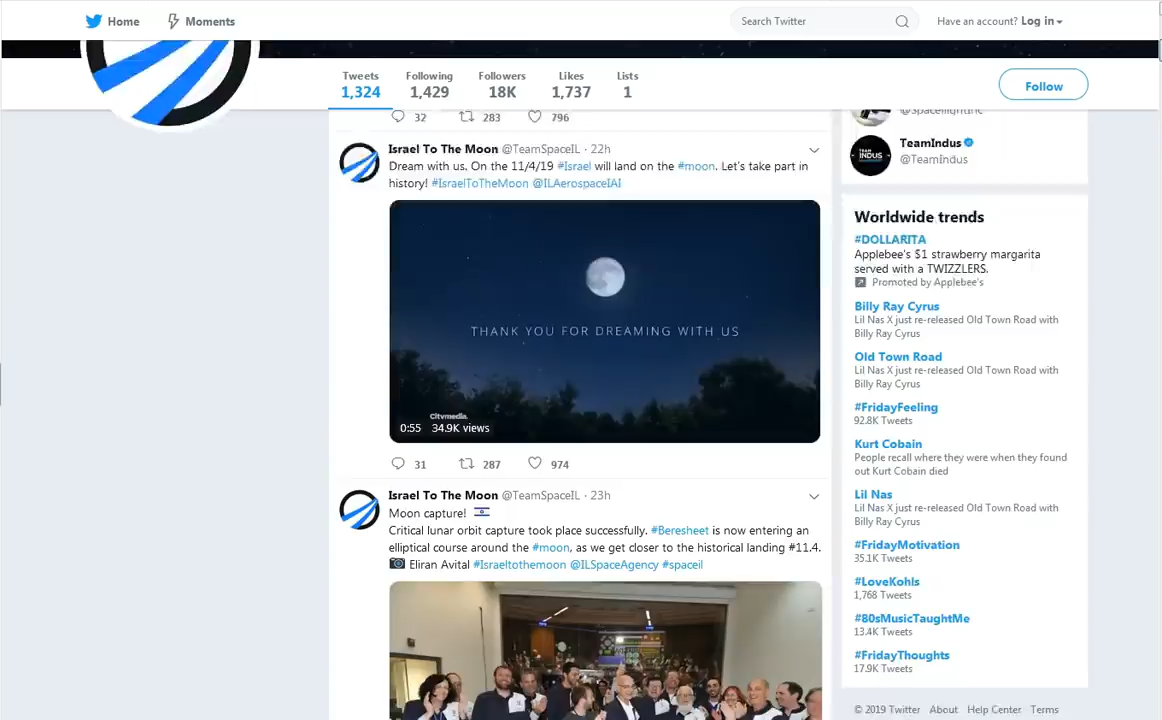 Home
Moments
Search Twitter
Have an account? Log in
Tweets
1,324
Following
1,429
Followers
18K
Likes
1,737
Lists
1
Follow
32 283 796
Israel To The Moon @TeamSpaceIL · 22h
Dream with us. On the 11/4/19 #Israel will land on the #moon. Let's take part in
history! #IsraelToTheMoon @ILAerospaceIAI
THANK YOU FOR DREAMING WITH US
Citymedia.
0:55 34.9K views
31 287 974
Israel To The Moon @TeamSpaceIL · 23h
Moon capture!
Critical lunar orbit capture took place successfully. #Beresheet is now entering an
elliptical course around the #moon, as we get closer to the historical landing #11.4.
Eliran Avital #Israeltothemoon @ILSpaceAgency #spaceil
@SpaceflightInc
TEAM INDUS
TeamIndus
@TeamIndus
Worldwide trends
#DOLLARITA
Applebee's $1 strawberry margarita
served with a TWIZZLERS.
Promoted by Applebee's
Billy Ray Cyrus
Lil Nas X just re-released Old Town Road with
Billy Ray Cyrus
Old Town Road
Lil Nas X just re-released Old Town Road with
Billy Ray Cyrus
#FridayFeeling
92.8K Tweets
Kurt Cobain
People recall where they were when they found
out Kurt Cobain died
Lil Nas
Lil Nas X just re-released Old Town Road with
Billy Ray Cyrus
#FridayMotivation
35.1K Tweets
#LoveKohls
1,768 Tweets
#80sMusicTaughtMe
13.4K Tweets
#FridayThoughts
17.9K Tweets
© 2019 Twitter About Help Center Terms